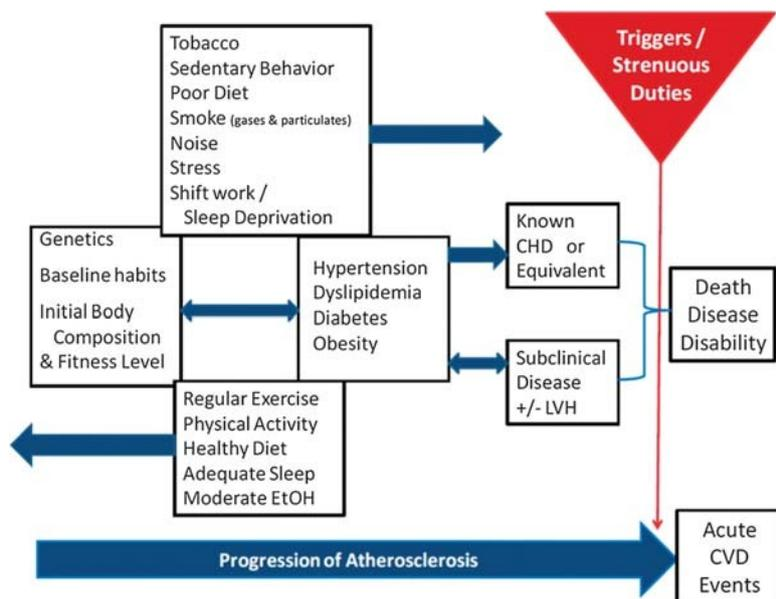 Tobacco
Sedentary Behavior
Poor Diet
Smoke (gases & particulates)
Noise
Stress
Shift work /
Sleep Deprivation
Triggers /
Strenuous
Duties
Genetics
Baseline habits
Initial Body
Composition
& Fitness Level
Hypertension
Dyslipidemia
Diabetes
Obesity
Known
CHD or
Equivalent
Subclinical
Disease
+/- LVH
Death
Disease
Disability
Regular Exercise
Physical Activity
Healthy Diet
Adequate Sleep
Moderate EtOH
Progression of Atherosclerosis
Acute
CVD
Events